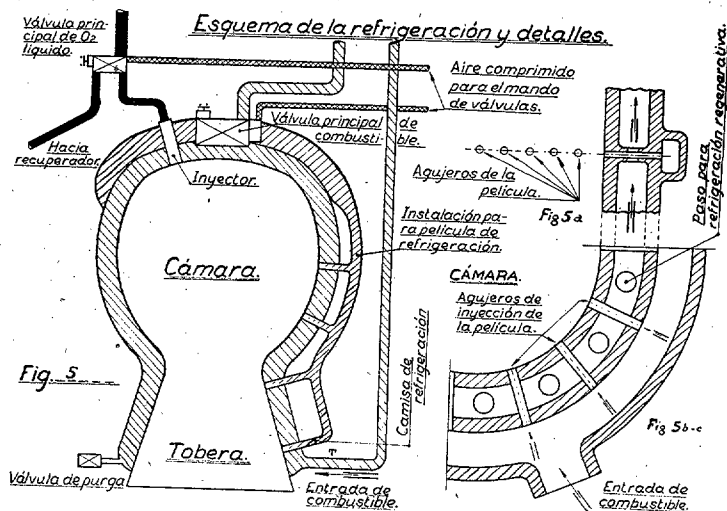 Esquema de la refrigeración y detalles.
Válvula prin-
cipal de O2
líquido.
Aire comprimido
para el mando
de válvulas.
Válvula principal de
combustible.
Hacia
recuperador
Inyector.
Agujeros de la
película.
Fig 5a
Paso para
refrigeración regenerativa.
Instalación pa-
ra película de
refrigeración.
Cámara.
CÁMARA.
Agujeros de
inyección de
la película.
Camisa de
refrigeración
Fig. 5
Fig 5b-c
Tobera.
T
Válvula de purga
Entrada de
combustible.
Entrada de
combustible.